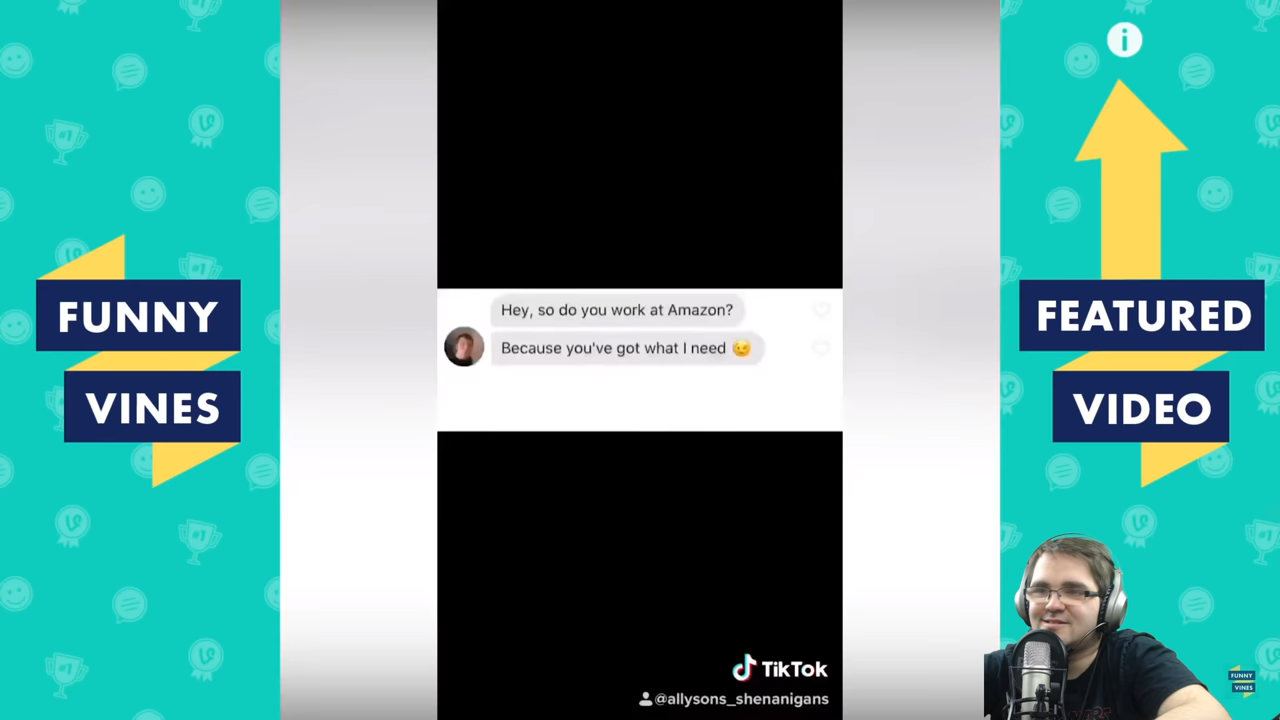 FUNNY
VINES
Hey, so do you work at Amazon?
Because you've got what I need 😉
TikTok
@allysons_shenanigans
FEATURED
VIDEO
FUNNY
VINES